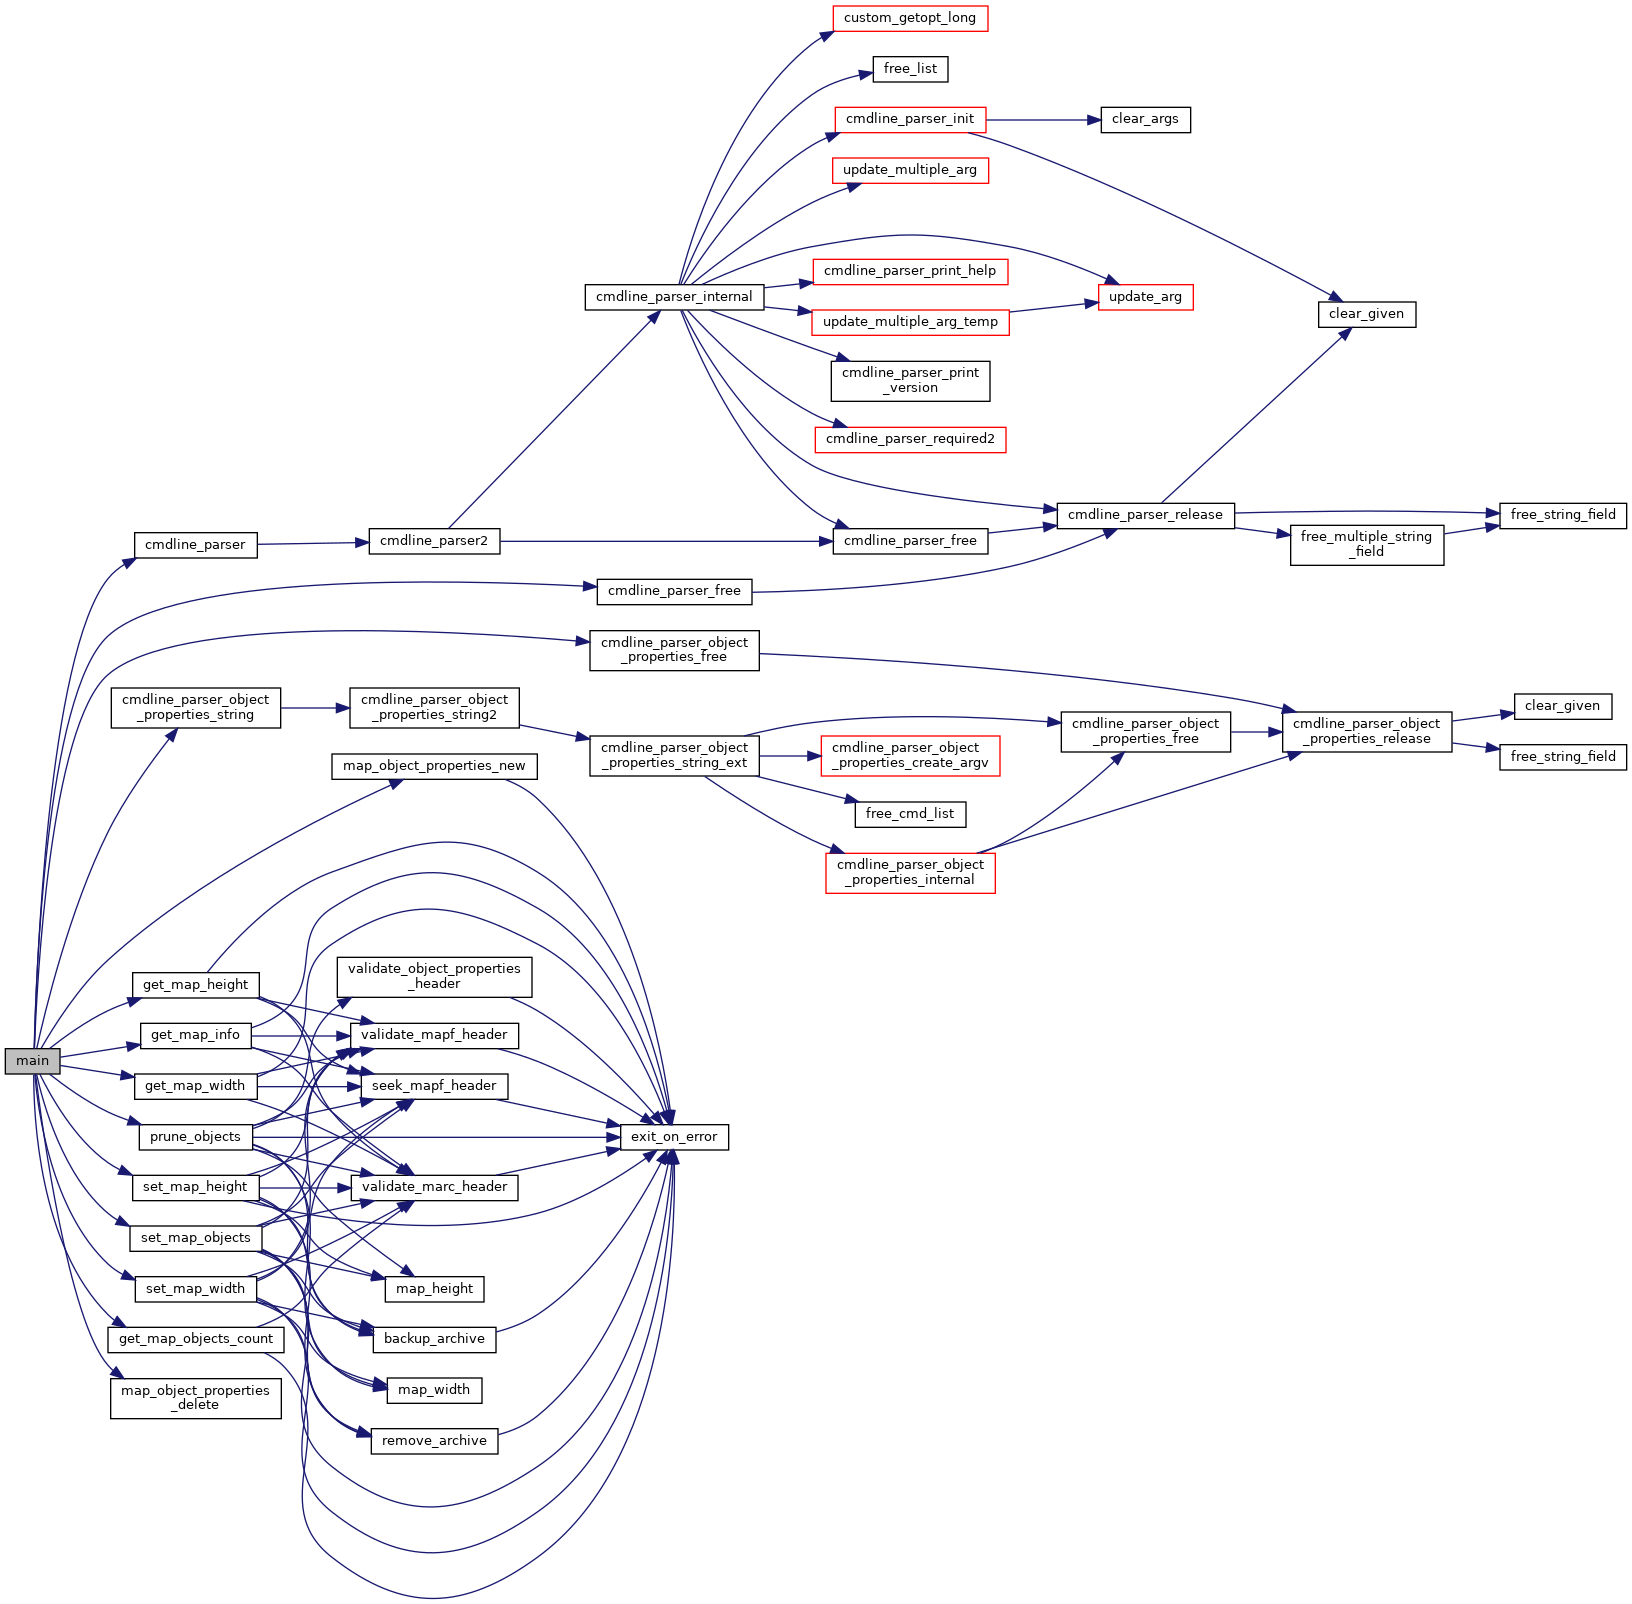 custom_getopt_long
free_list
cmdline_parser_init
clear_args
update_multiple_arg
cmdline_parser_print_help
cmdline_parser_internal
update_arg
update_multiple_arg_temp
clear_given
cmdline_parser_print
_version
cmdline_parser_required2
cmdline_parser_release
free_string_field
free_multiple_string
_field
cmdline_parser
cmdline_parser2
cmdline_parser_free
cmdline_parser_free
cmdline_parser_object
_properties_free
cmdline_parser_object
_properties_string
cmdline_parser_object
_properties_string2
cmdline_parser_object
_properties_string_ext
cmdline_parser_object
_properties_create_argv
cmdline_parser_object
_properties_free
cmdline_parser_object
_properties_release
clear_given
free_string_field
map_object_properties_new
free_cmd_list
cmdline_parser_object
_properties_internal
validate_object_properties
_header
get_map_height
get_map_info
validate_mapf_header
main
get_map_width
seek_mapf_header
prune_objects
exit_on_error
set_map_height
validate_marc_header
set_map_objects
set_map_width
map_height
get_map_objects_count
backup_archive
map_object_properties
_delete
map_width
remove_archive